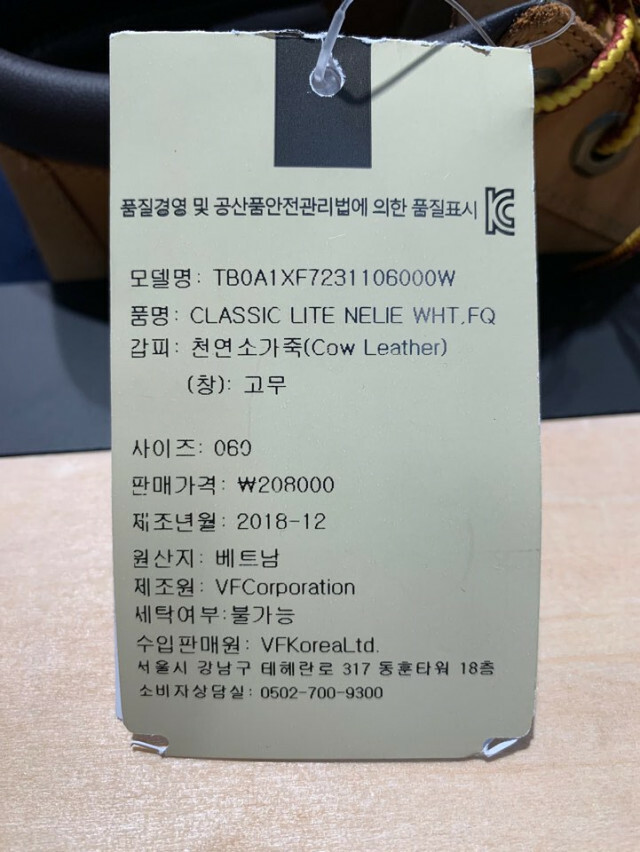 품질경영 및 공산품안전관리법에 의한 품질표시 KC
모델명: TB0A1XF7231106000W
품명: CLASSIC LITE NELIE WHT,FQ
갑피: 천연소가죽(Cow Leather)
(창): 고무
사이즈: 060
판매가격: ₩208000
제조년월: 2018-12
원산지: 베트남
제조원: VFCorporation
세탁여부:불가능
수입판매원: VFKoreaLtd.
서울시 강남구 테헤란로 317 동훈타워 18층
소비자상담실: 0502-700-9300